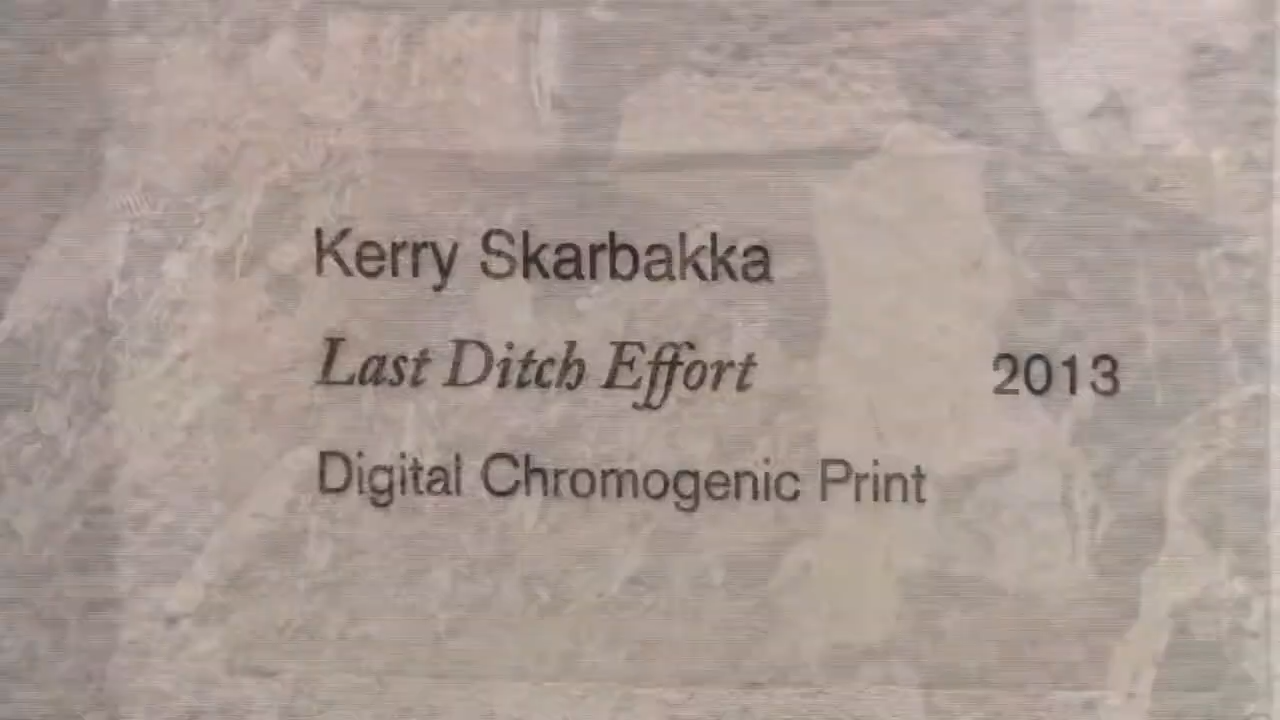 Kerry Skarbakka
Last Ditch Effort 2013
Digital Chromogenic Print